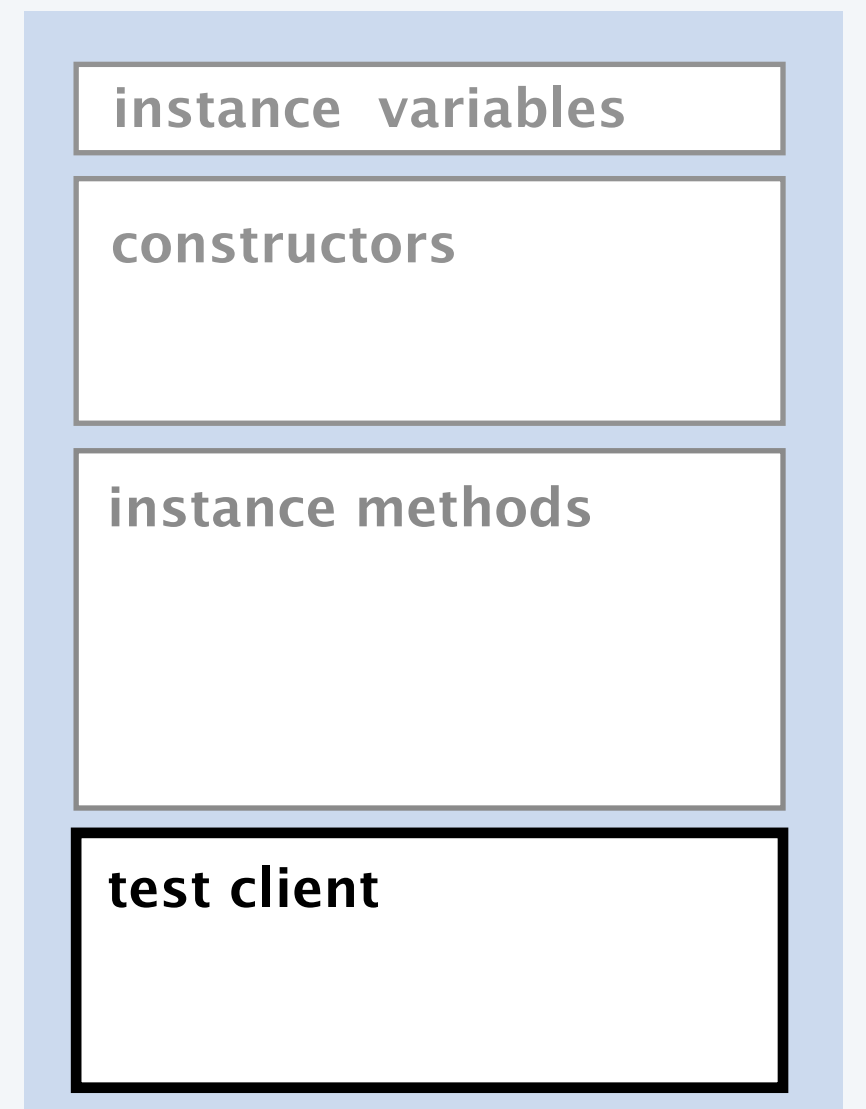 instance variables
constructors
instance methods
test client